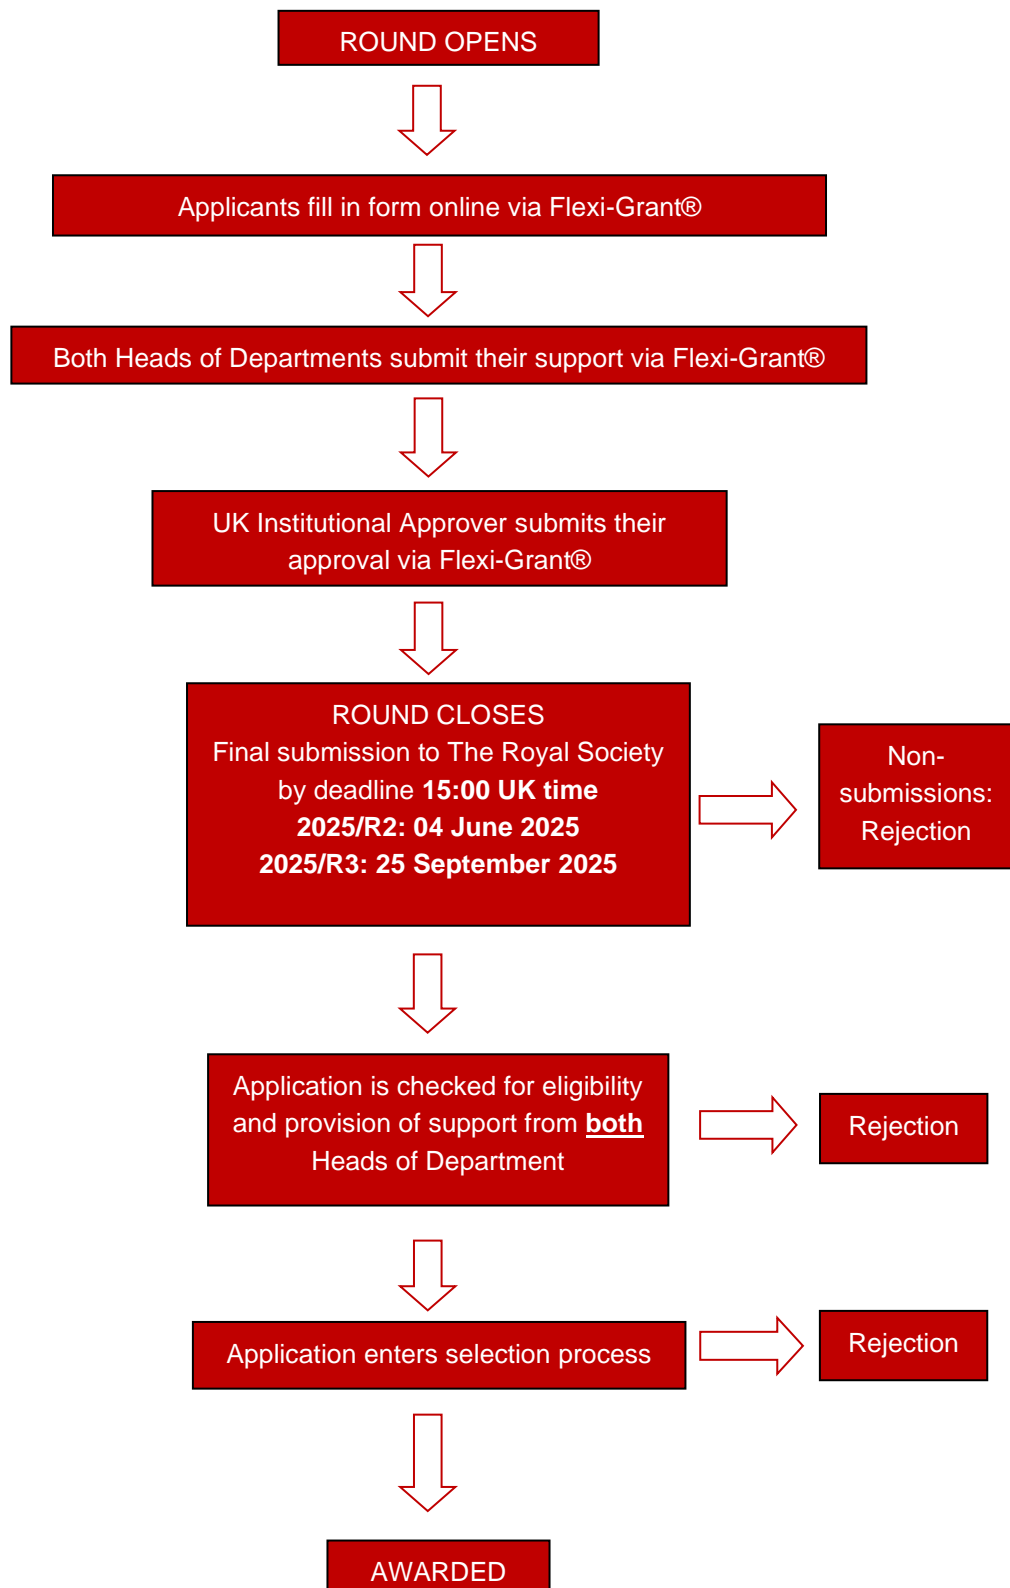 ROUND OPENS
Applicants fill in form online via Flexi-Grant®
Both Heads of Departments submit their support via Flexi-Grant®
UK Institutional Approver submits their
approval via Flexi-Grant®
ROUND CLOSES
Final submission to The Royal Society
by deadline 15:00 UK time
2025/R2: 04 June 2025
2025/R3: 25 September 2025
Non-
submissions:
Rejection
Application is checked for eligibility
and provision of support from both
Heads of Department
Rejection
Application enters selection process
Rejection
AWARDED